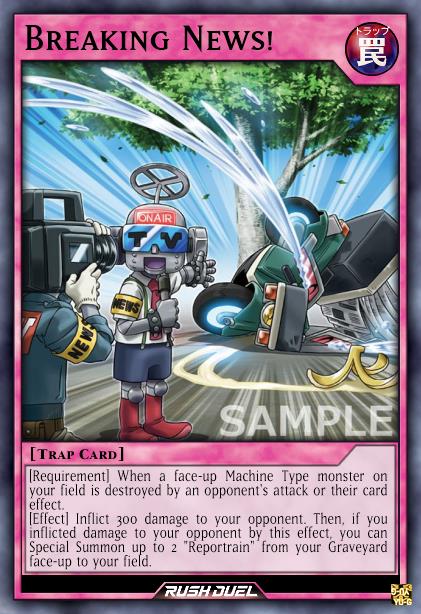 BREAKING NEWS!
トラップ
罠
ON AIR
TV
NEWS
NEWS
SAMPLE
[TRAP CARD]
[Requirement] When a face-up Machine Type monster on
your field is destroyed by an opponent's attack or their card
effect.
[Effect] Inflict 300 damage to your opponent. Then, if you
inflicted damage to your opponent by this effect, you can
Special Summon up to 2 "Reportrain" from your Graveyard
face-up to your field.
RUSH DUEL